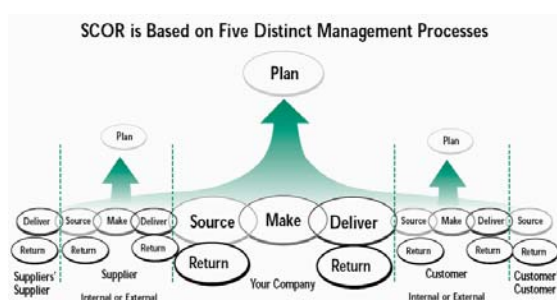 SCOR is Based on Five Distinct Management Processes
Plan
Plan
Plan
Deliver Source Make Deliver Source Make Deliver Source Make Deliver Source
Return Return Return Return Return Return Return Return
Suppliers' Supplier Your Company Customer Customer
Supplier Customer
Internal or External Internal or External